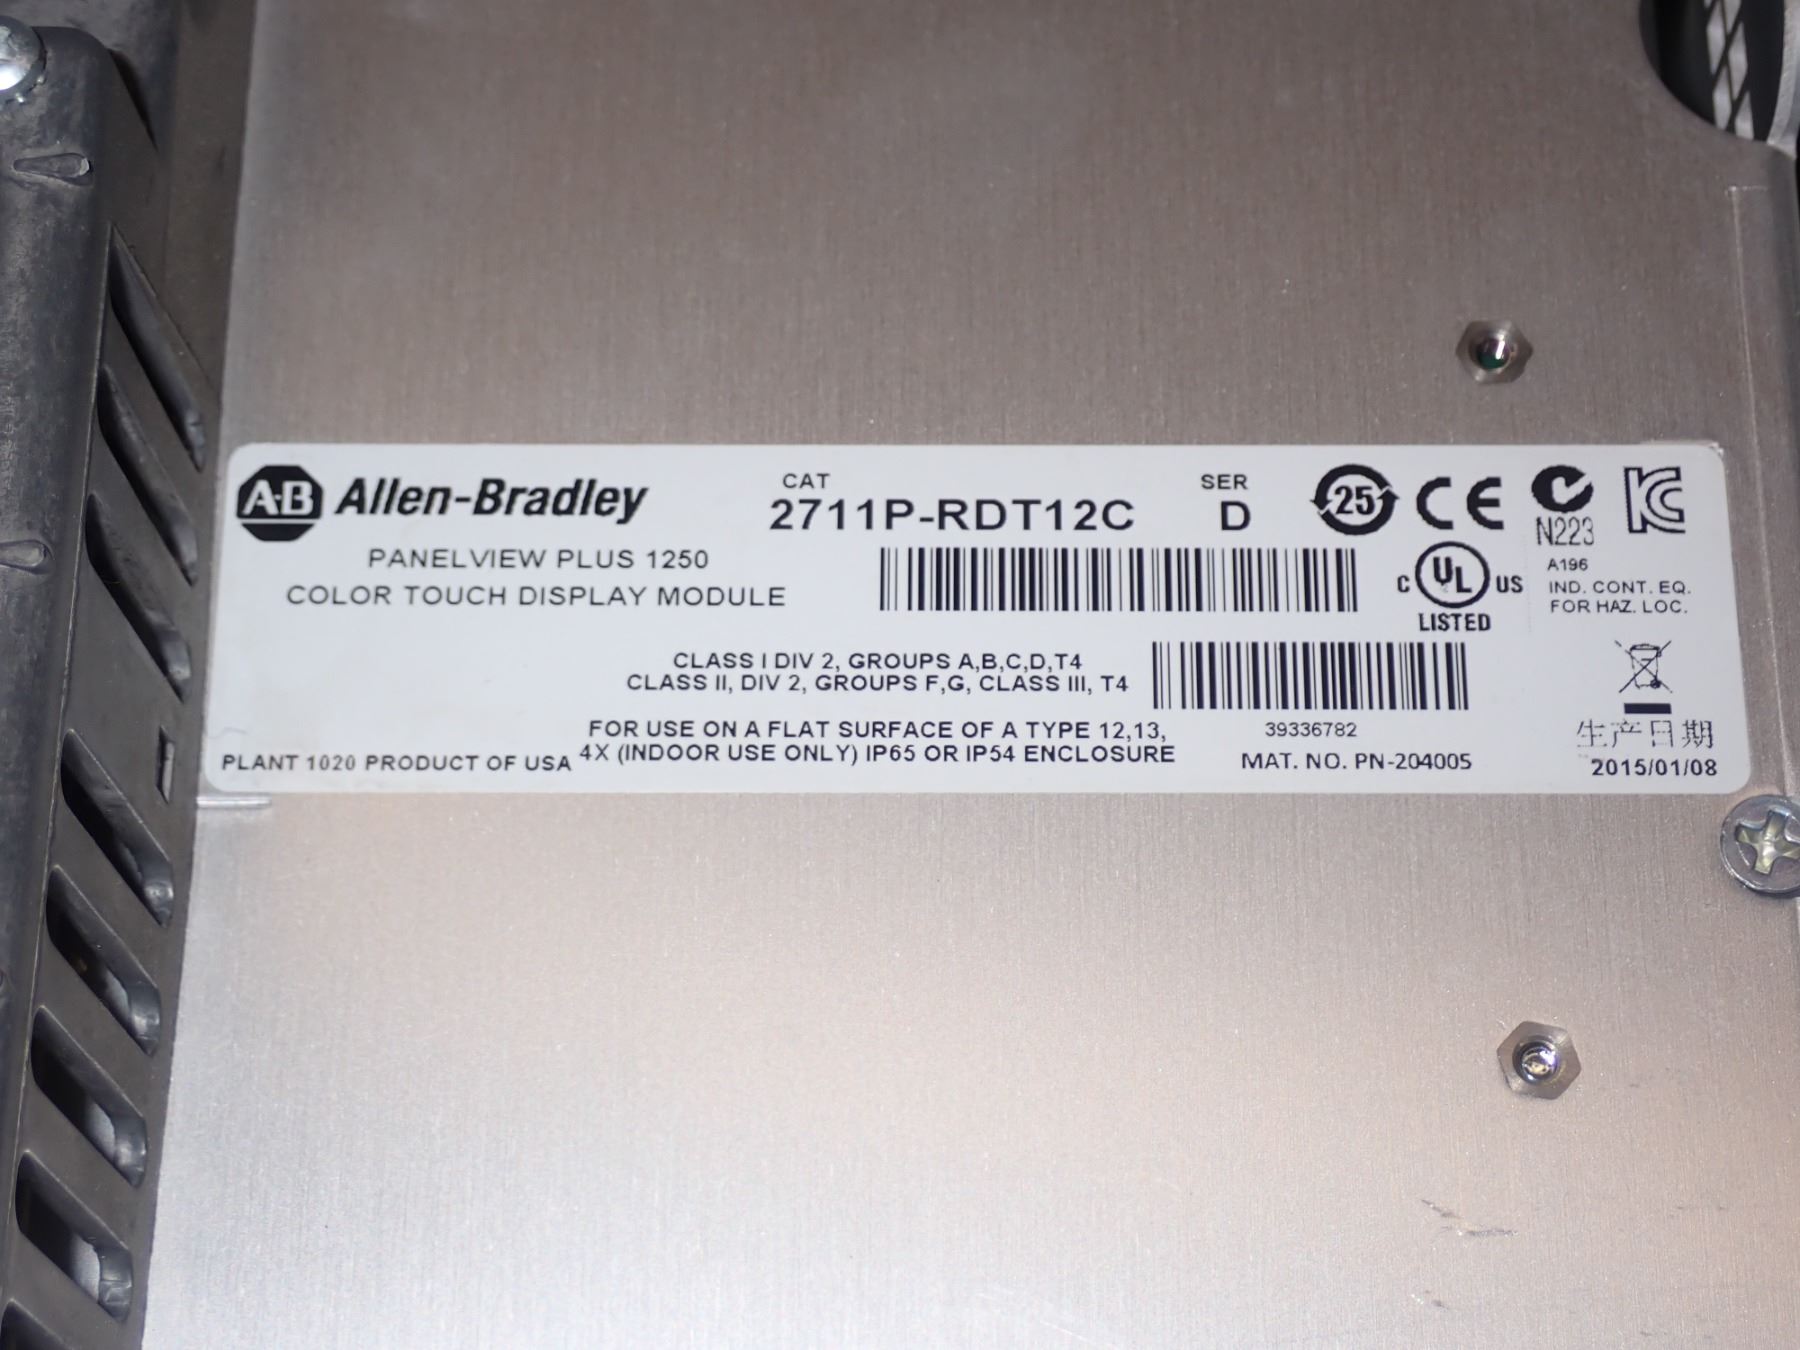 A·B Allen-Bradley
PANELVIEW PLUS 1250
COLOR TOUCH DISPLAY MODULE
CAT
2711P-RDT12C
SER
D
25
CE
N223
KC
C UL US
LISTED
A196
IND. CONT. EQ.
FOR HAZ. LOC.
CLASS I DIV 2, GROUPS A,B,C,D,T4
CLASS II, DIV 2, GROUPS F,G, CLASS III, T4
FOR USE ON A FLAT SURFACE OF A TYPE 12,13,
4X (INDOOR USE ONLY) IP65 OR IP54 ENCLOSURE
PLANT 1020 PRODUCT OF USA
39336782
MAT. NO. PN-204005
生产日期
2015/01/08